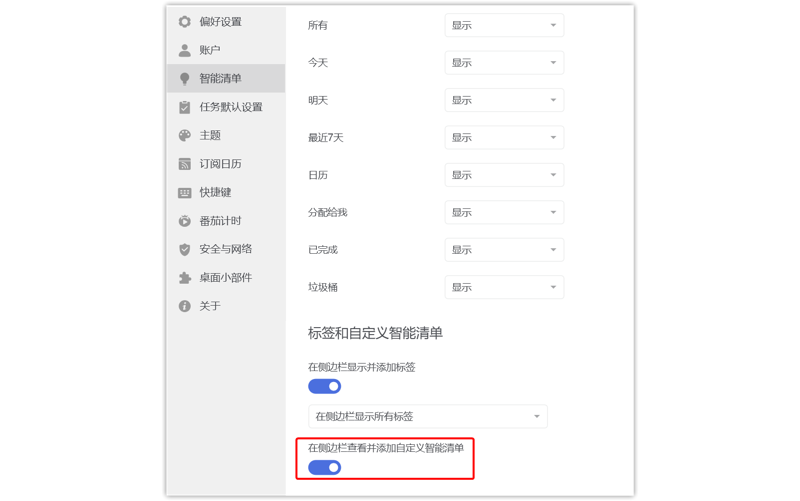 偏好设置
账户
智能清单
任务默认设置
主题
订阅日历
快捷键
番茄计时
安全与网络
桌面小部件
关于
所有 显示
今天 显示
明天 显示
最近7天 显示
日历 显示
分配给我 显示
已完成 显示
垃圾桶 显示
标签和自定义智能清单
在侧边栏显示并添加标签
在侧边栏显示所有标签
在侧边栏查看并添加自定义智能清单